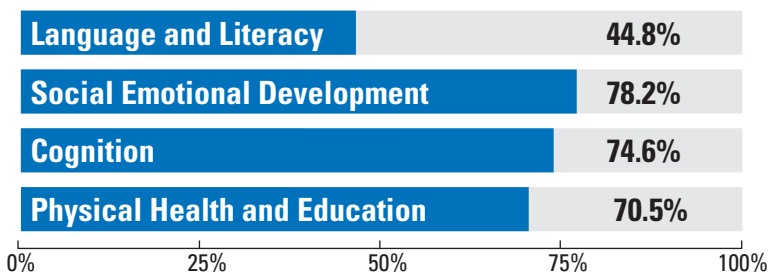 Language and Literacy 44.8%
Social Emotional Development 78.2%
Cognition 74.6%
Physical Health and Education 70.5%
0% 25% 50% 75% 100%